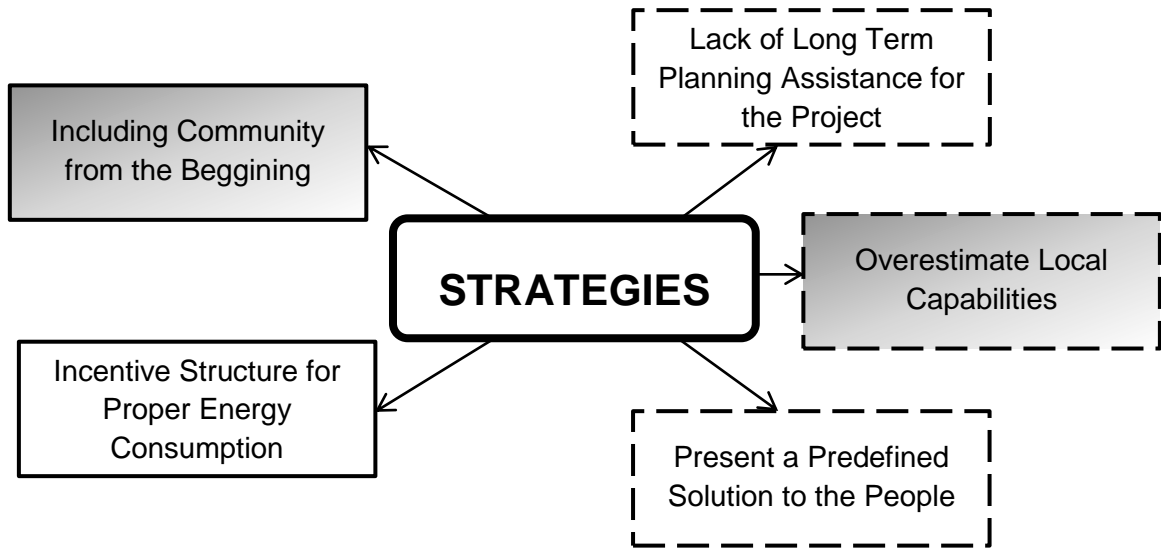 Lack of Long Term
Planning Assistance for
the Project
Including Community
from the Beggining
STRATEGIES
Overestimate Local
Capabilities
Incentive Structure for
Proper Energy
Consumption
Present a Predefined
Solution to the People